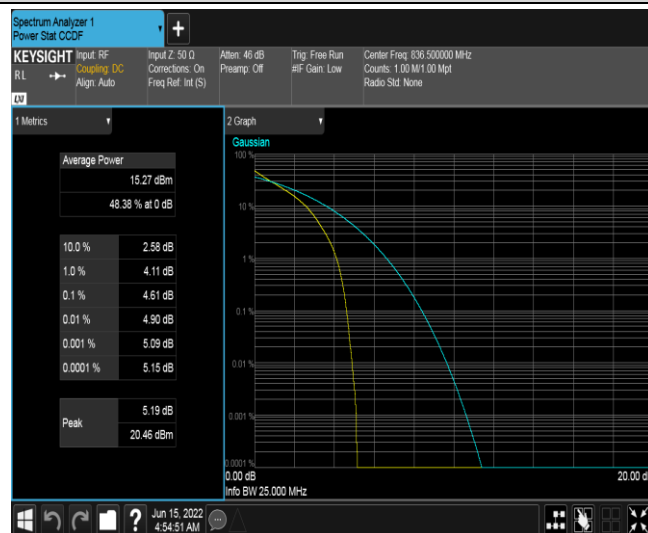 Spectrum Analyzer 1
Power Stat CCDF
+
KEYSIGHT
RL
LXI
Input: RF
Coupling: DC
Align: Auto
Input Z: 50 Ω
Corrections: On
Freq Ref: Int (S)
Atten: 46 dB
Preamp: Off
Trig: Free Run
#IF Gain: Low
Center Freq: 836.500000 MHz
Counts: 1.00 M/1.00 Mpt
Radio Std: None
1 Metrics
Average Power
15.27 dBm
48.38 % at 0 dB
10.0 % 2.58 dB
1.0 % 4.11 dB
0.1 % 4.61 dB
0.01 % 4.90 dB
0.001 % 5.09 dB
0.0001 % 5.15 dB
Peak
5.19 dB
20.46 dBm
2 Graph
Gaussian
100 %
10 %
1 %
0.1 %
0.01 %
0.001 %
0.0001 %
0.00 dB
20.00 d
Info BW 25.000 MHz
?
Jun 15, 2022
4:54:51 AM